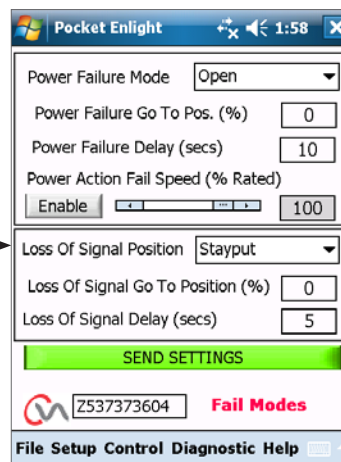 Pocket Enlight 1:58
Power Failure Mode Open
Power Failure Go To Pos. (%) 0
Power Failure Delay (secs) 10
Power Action Fail Speed (% Rated)
Enable 100
Loss Of Signal Position Stayput
Loss Of Signal Go To Position (%) 0
Loss Of Signal Delay (secs) 5
SEND SETTINGS
Z537373604 Fail Modes
File Setup Control Diagnostic Help